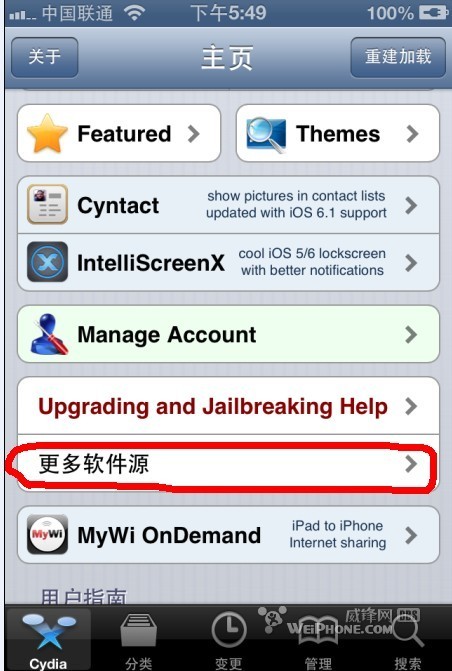 中国联通 下午5:49 100%
关于 主页 重建加载
Featured Themes
Cyntact show pictures in contact lists
updated with iOS 6.1 support
IntelliScreenX cool iOS 5/6 lockscreen
with better notifications
Manage Account
Upgrading and Jailbreaking Help
更多软件源
MyWi MyWi OnDemand iPad to iPhone
Internet sharing
用户指南
威锋网 BBS
WEIPHONE.COM
Cydia 分类 变更 管理 搜索